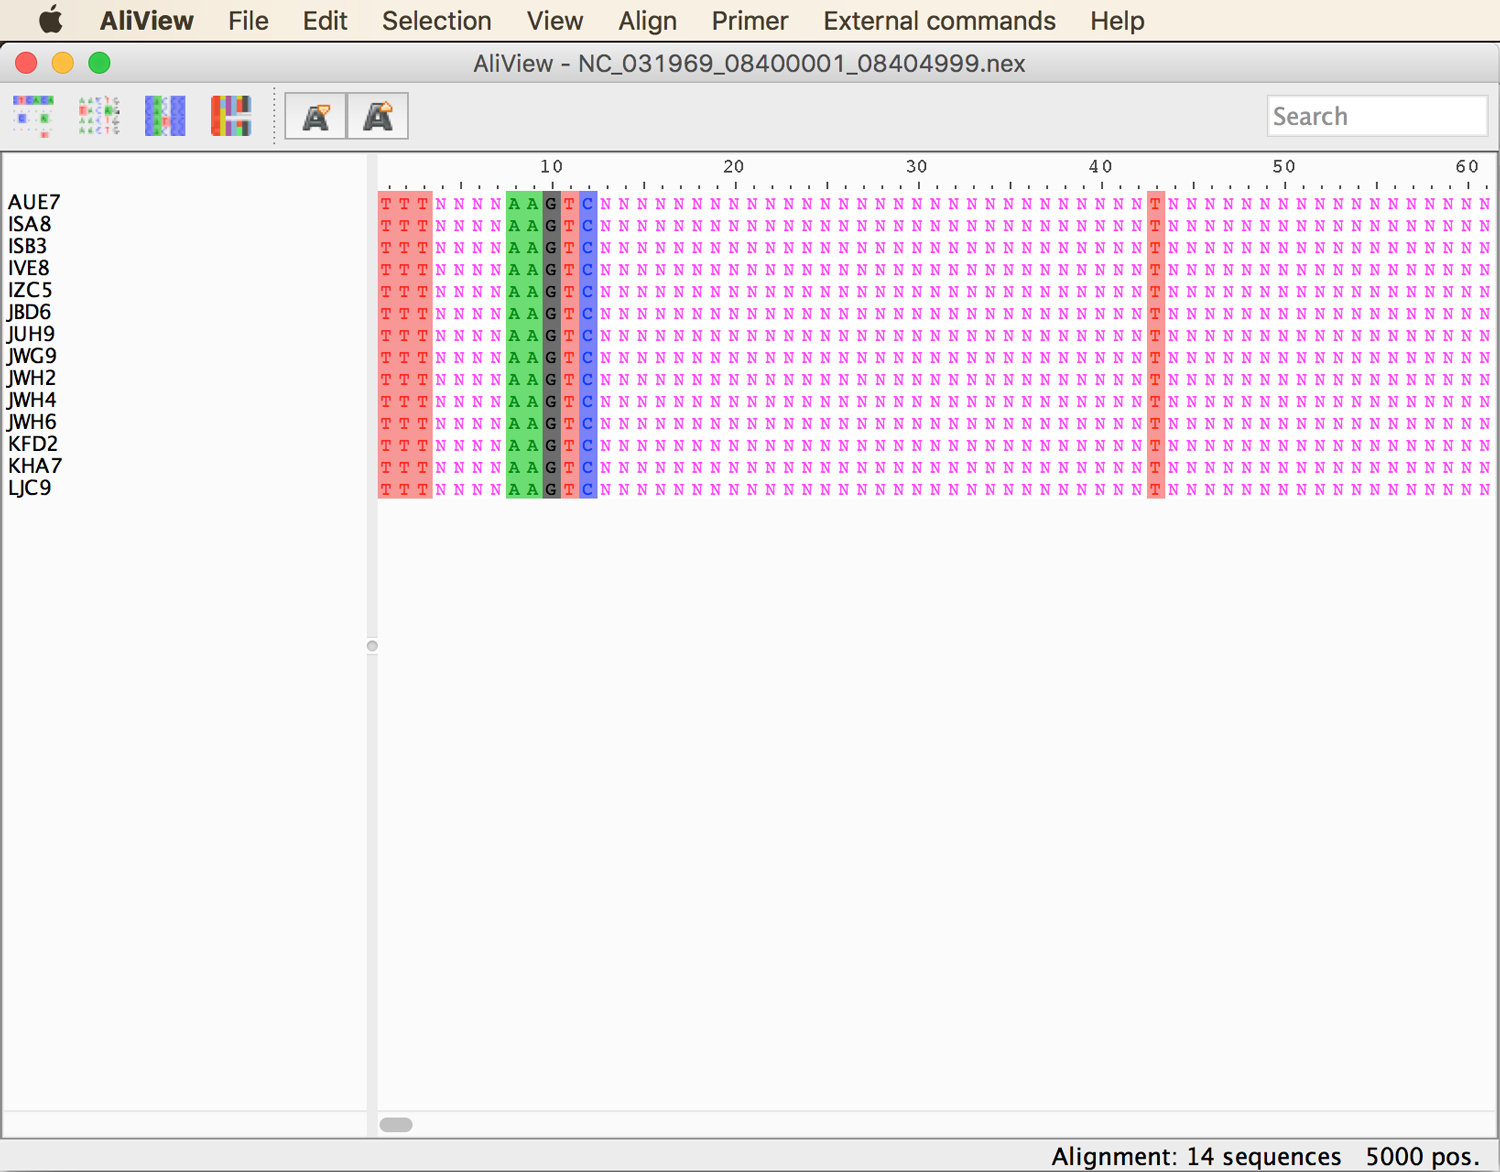 AliView File Edit Selection View Align Primer External commands Help
AliView - NC_031969_08400001_08404999.nex
Search
10 20 30 40 50 60
AUE7 TTTNNNNAAGTCNNNNNNNNNNNNNNNNNNNNNNNNNNNNNNTNNNNNNNNNNNNNNNNNN
ISA8 TTTNNNNAAGTCNNNNNNNNNNNNNNNNNNNNNNNNNNNNNNTNNNNNNNNNNNNNNNNNN
ISB3 TTTNNNNAAGTCNNNNNNNNNNNNNNNNNNNNNNNNNNNNNNTNNNNNNNNNNNNNNNNNN
IVE8 TTTNNNNAAGTCNNNNNNNNNNNNNNNNNNNNNNNNNNNNNNTNNNNNNNNNNNNNNNNNN
IZC5 TTTNNNNAAGTCNNNNNNNNNNNNNNNNNNNNNNNNNNNNNNTNNNNNNNNNNNNNNNNNN
JBD6 TTTNNNNAAGTCNNNNNNNNNNNNNNNNNNNNNNNNNNNNNNTNNNNNNNNNNNNNNNNNN
JUH9 TTTNNNNAAGTCNNNNNNNNNNNNNNNNNNNNNNNNNNNNNNTNNNNNNNNNNNNNNNNNN
JWG9 TTTNNNNAAGTCNNNNNNNNNNNNNNNNNNNNNNNNNNNNNNTNNNNNNNNNNNNNNNNNN
JWH2 TTTNNNNAAGTCNNNNNNNNNNNNNNNNNNNNNNNNNNNNNNTNNNNNNNNNNNNNNNNNN
JWH4 TTTNNNNAAGTCNNNNNNNNNNNNNNNNNNNNNNNNNNNNNNTNNNNNNNNNNNNNNNNNN
JWH6 TTTNNNNAAGTCNNNNNNNNNNNNNNNNNNNNNNNNNNNNNNTNNNNNNNNNNNNNNNNNN
KFD2 TTTNNNNAAGTCNNNNNNNNNNNNNNNNNNNNNNNNNNNNNNTNNNNNNNNNNNNNNNNNN
KHA7 TTTNNNNAAGTCNNNNNNNNNNNNNNNNNNNNNNNNNNNNNNTNNNNNNNNNNNNNNNNNN
LJC9 TTTNNNNAAGTCNNNNNNNNNNNNNNNNNNNNNNNNNNNNNNTNNNNNNNNNNNNNNNNNN
Alignment: 14 sequences 5000 pos.